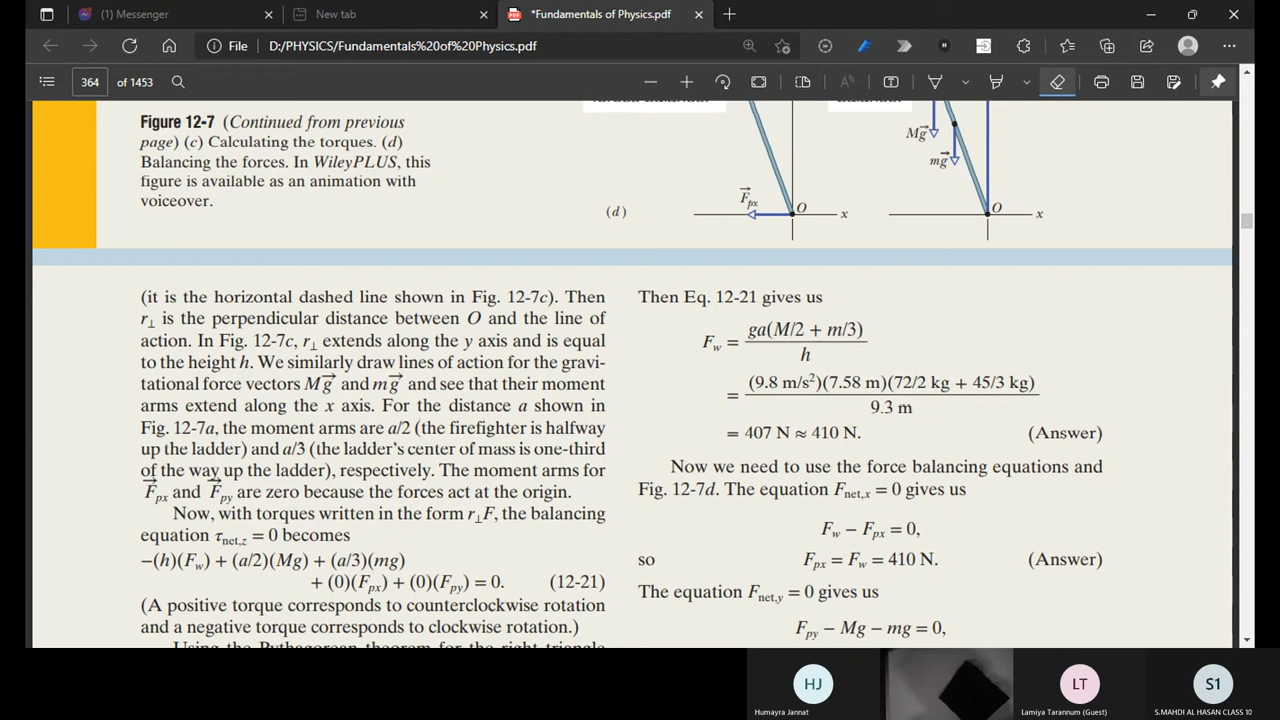 (1) Messenger
New tab
*Fundamentals of Physics.pdf
File
D:/PHYSICS/Fundamentals%20of%20Physics.pdf
364 of 1453
Figure 12-7 (Continued from previous
page) (c) Calculating the torques. (d)
Balancing the forces. In WileyPLUS, this
figure is available as an animation with
voiceover.
(d)
F⃗px
O
x
Mg⃗
mg⃗
O
x
(it is the horizontal dashed line shown in Fig. 12-7c). Then
r⊥ is the perpendicular distance between O and the line of
action. In Fig. 12-7c, r⊥ extends along the y axis and is equal
to the height h. We similarly draw lines of action for the gravi-
tational force vectors Mg⃗ and mg⃗ and see that their moment
arms extend along the x axis. For the distance a shown in
Fig. 12-7a, the moment arms are a/2 (the firefighter is halfway
up the ladder) and a/3 (the ladder's center of mass is one-third
of the way up the ladder), respectively. The moment arms for
F⃗px and F⃗py are zero because the forces act at the origin.
Now, with torques written in the form r⊥F, the balancing
equation τnet,z = 0 becomes
−(h)(Fw) + (a/2)(Mg) + (a/3)(mg)
+ (0)(Fpx) + (0)(Fpy) = 0. (12-21)
(A positive torque corresponds to counterclockwise rotation
and a negative torque corresponds to clockwise rotation.)
Using the Pythagorean theorem for the right triangle
Then Eq. 12-21 gives us
Fw = ga(M/2 + m/3)
h
= (9.8 m/s²)(7.58 m)(72/2 kg + 45/3 kg)
9.3 m
= 407 N ≈ 410 N. (Answer)
Now we need to use the force balancing equations and
Fig. 12-7d. The equation Fnet,x = 0 gives us
Fw − Fpx = 0,
so Fpx = Fw = 410 N. (Answer)
The equation Fnet,y = 0 gives us
Fpy − Mg − mg = 0,
HJ
Humayra Jannat
LT
Lamiya Tarannum (Guest)
S1
S.MAHDI AL HASAN CLASS 10